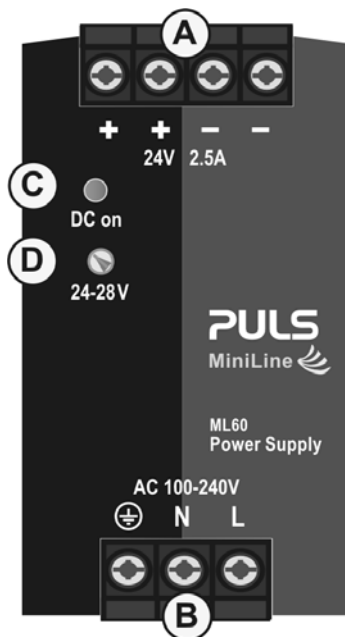 A
+ + − −
24V 2.5A
C
DC on
D
24-28V
PULS
MiniLine
ML60
Power Supply
AC 100-240V
N L
B